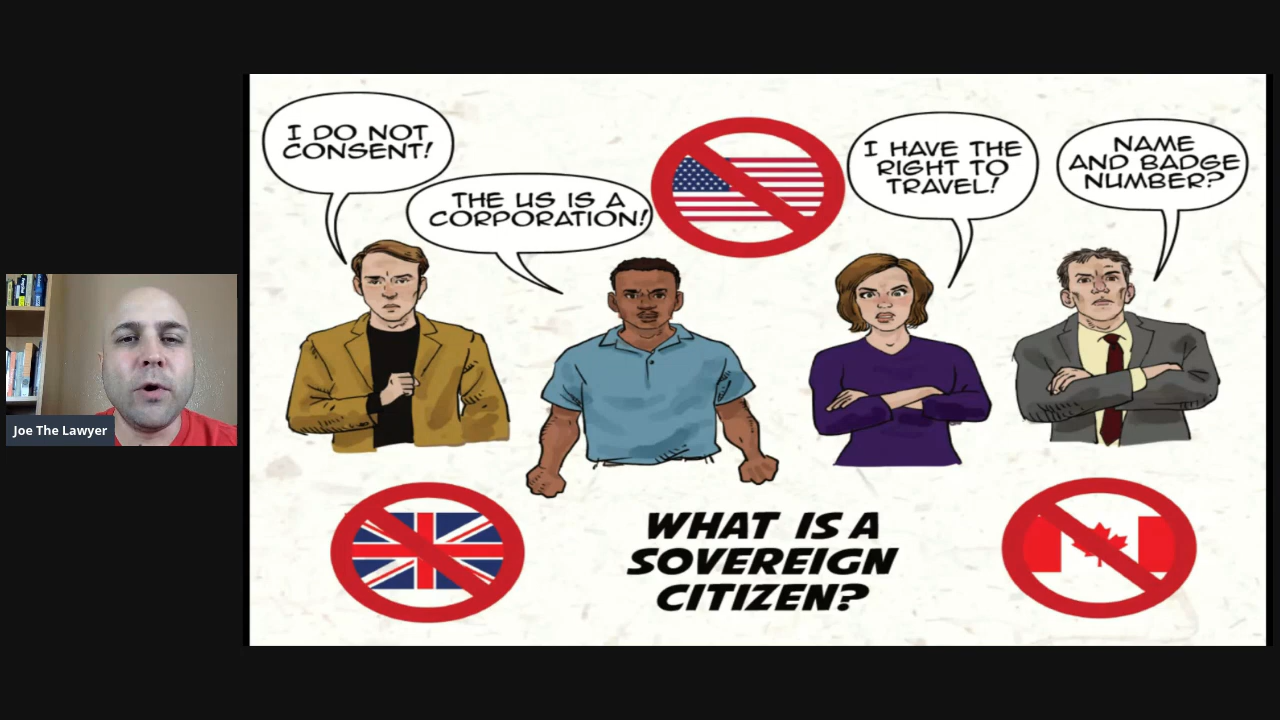 I DO NOT
CONSENT!
THE US IS A
CORPORATION!
I HAVE THE
RIGHT TO
TRAVEL!
NAME
AND BADGE
NUMBER?
Joe The Lawyer
WHAT IS A
SOVEREIGN
CITIZEN?